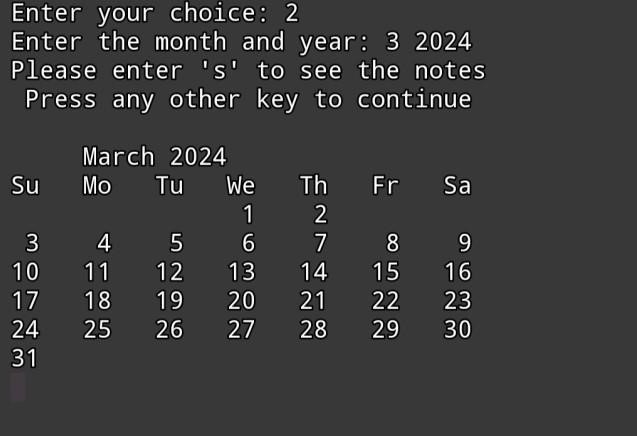 Enter your choice: 2
Enter the month and year: 3 2024
Please enter 's' to see the notes
 Press any other key to continue

     March 2024
Su   Mo   Tu   We   Th   Fr   Sa
                1    2
 3    4    5    6    7    8    9
10   11   12   13   14   15   16
17   18   19   20   21   22   23
24   25   26   27   28   29   30
31